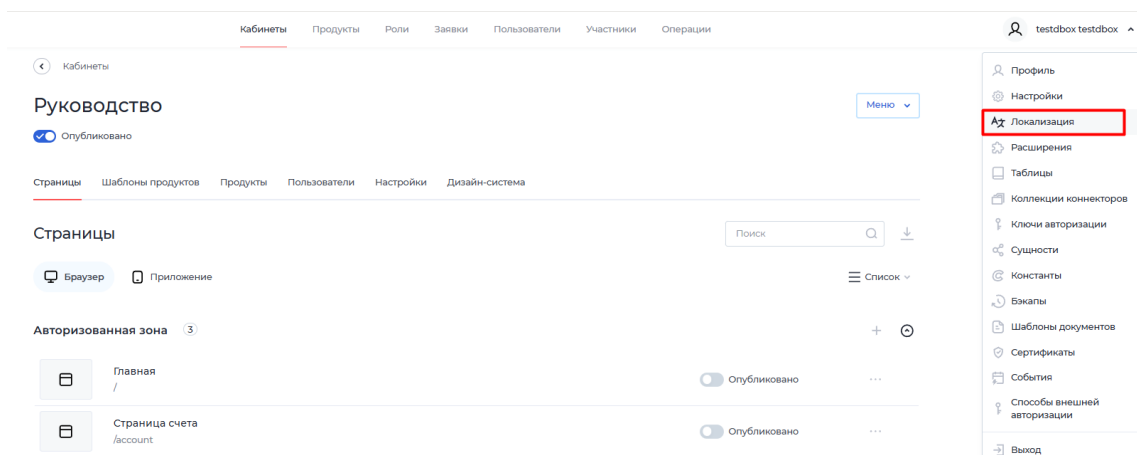 Кабинеты Продукты Роли Заявки Пользователи Участники Операции testdbox testdbox
Кабинеты
Руководство
Меню
Опубликовано
Страницы Шаблоны продуктов Продукты Пользователи Настройки Дизайн-система
Страницы
Поиск
Браузер Приложение
Список
Авторизованная зона 3
Главная
/
Опубликовано
Страница счета
/account
Опубликовано
Профиль
Настройки
Локализация
Расширения
Таблицы
Коллекции коннекторов
Ключи авторизации
Сущности
Константы
Бэкапы
Шаблоны документов
Сертификаты
События
Способы внешней
авторизации
Выход